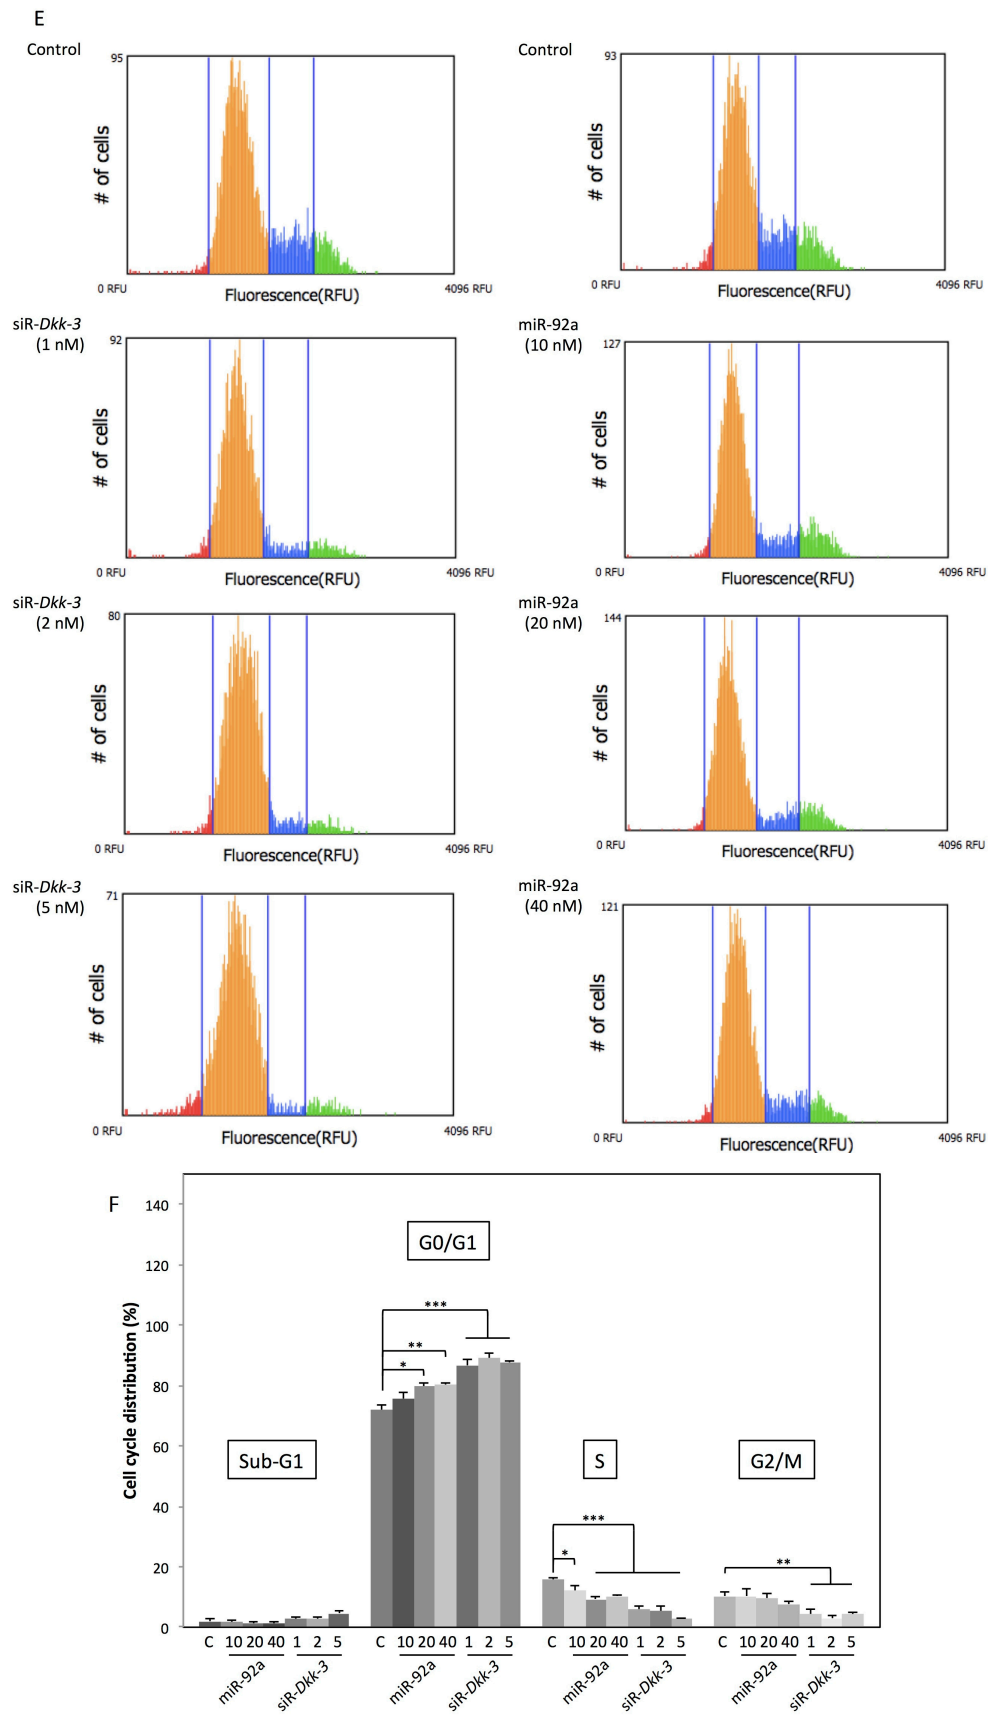 E
Control
95
# of cells
0 RFU
Fluorescence(RFU)
4096 RFU
Control
93
# of cells
0 RFU
Fluorescence(RFU)
4096 RFU
siR-Dkk-3
(1 nM)
92
# of cells
0 RFU
Fluorescence(RFU)
4096 RFU
miR-92a
(10 nM)
127
# of cells
0 RFU
Fluorescence(RFU)
4096 RFU
siR-Dkk-3
(2 nM)
80
# of cells
0 RFU
Fluorescence(RFU)
4096 RFU
miR-92a
(20 nM)
144
# of cells
0 RFU
Fluorescence(RFU)
4096 RFU
siR-Dkk-3
(5 nM)
71
# of cells
0 RFU
Fluorescence(RFU)
4096 RFU
miR-92a
(40 nM)
121
# of cells
0 RFU
Fluorescence(RFU)
4096 RFU
F
Cell cycle distribution (%)
140
120
100
80
60
40
20
0
Sub-G1
G0/G1
S
G2/M
***
**
*
***
*
**
C 10 20 40 1 2 5
miR-92a
siR-Dkk-3
C 10 20 40 1 2 5
miR-92a
siR-Dkk-3
C 10 20 40 1 2 5
miR-92a
siR-Dkk-3
C 10 20 40 1 2 5
miR-92a
siR-Dkk-3